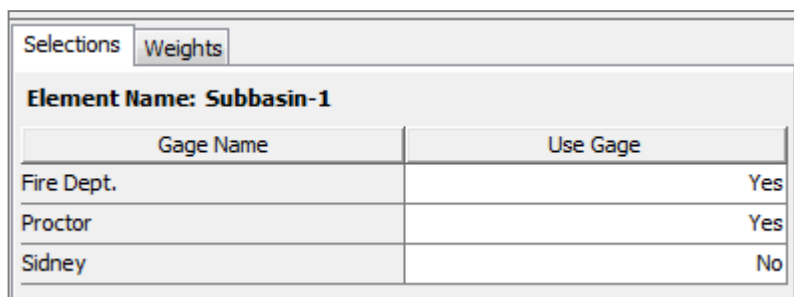 Selections Weights
Element Name: Subbasin-1
Gage Name Use Gage
Fire Dept. Yes
Proctor Yes
Sidney No